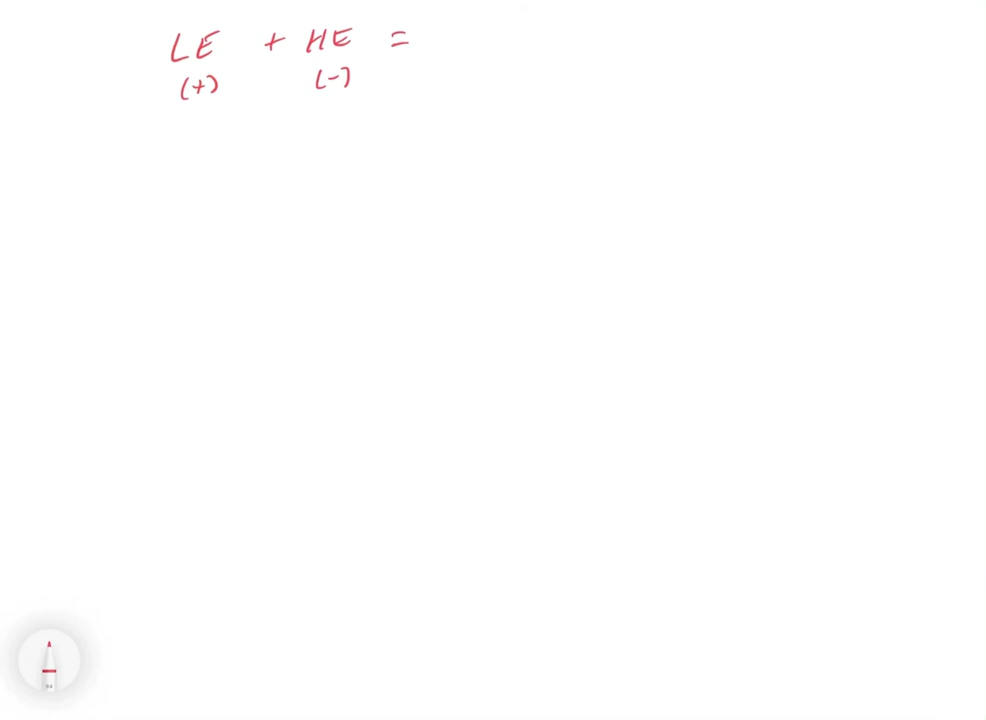 LE + HE =
(+) (-)